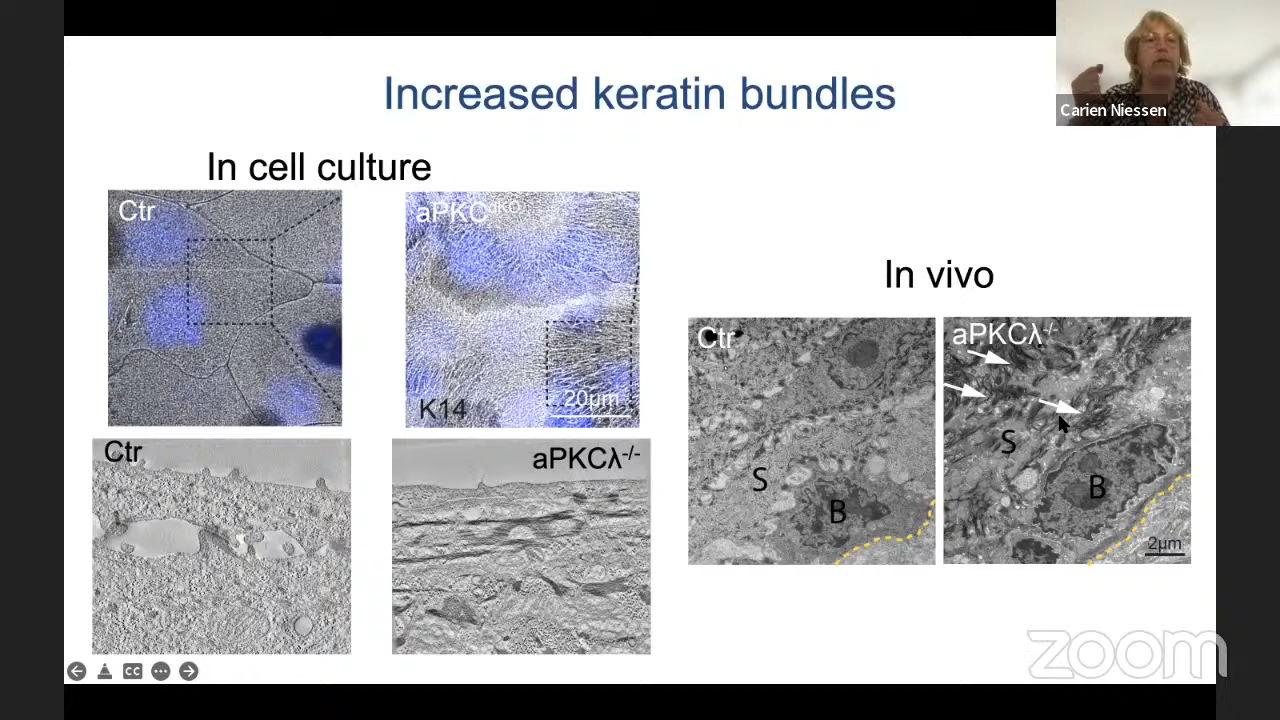 Increased keratin bundles
Carien Niessen
In cell culture
Ctr
aPKCdKO
K14
20μm
Ctr
aPKCλ-/-
In vivo
Ctr
S
B
aPKCλ-/-
S
B
2μm
CC
zoom